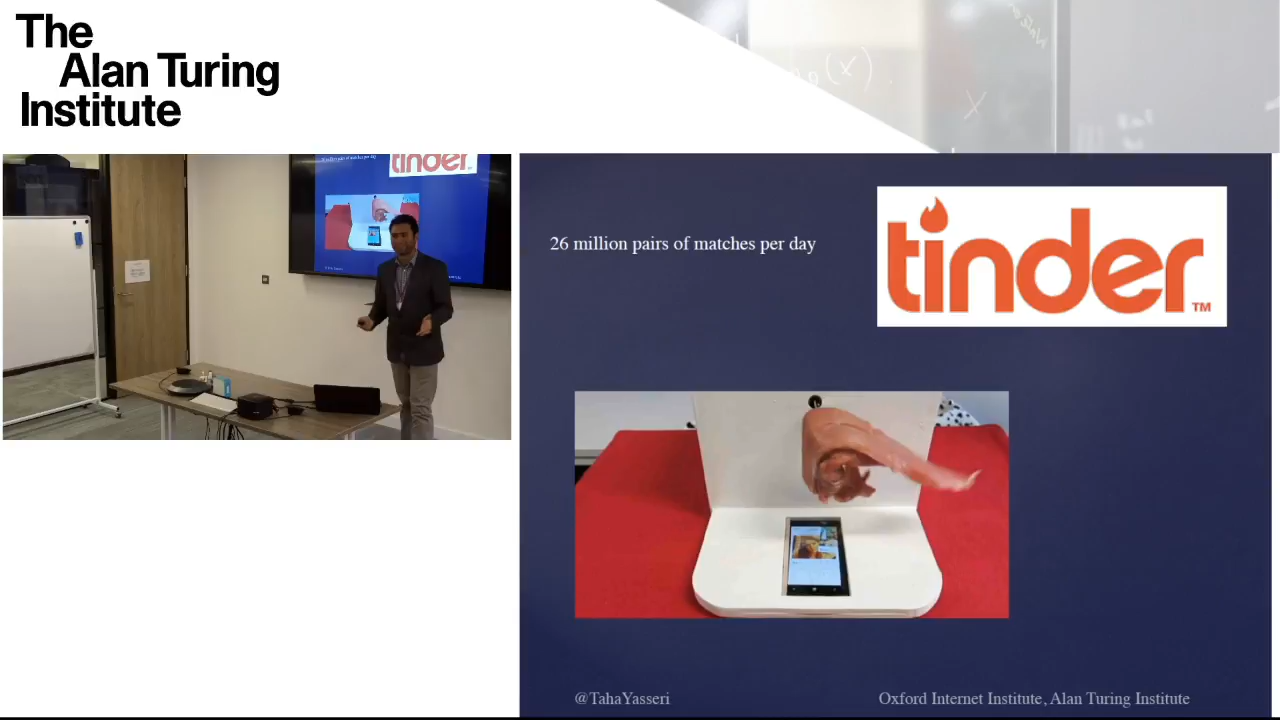 The
Alan Turing
Institute
26 million pairs of matches per day
tinder™
tinder
@TahaYasseri
Oxford Internet Institute, Alan Turing Institute